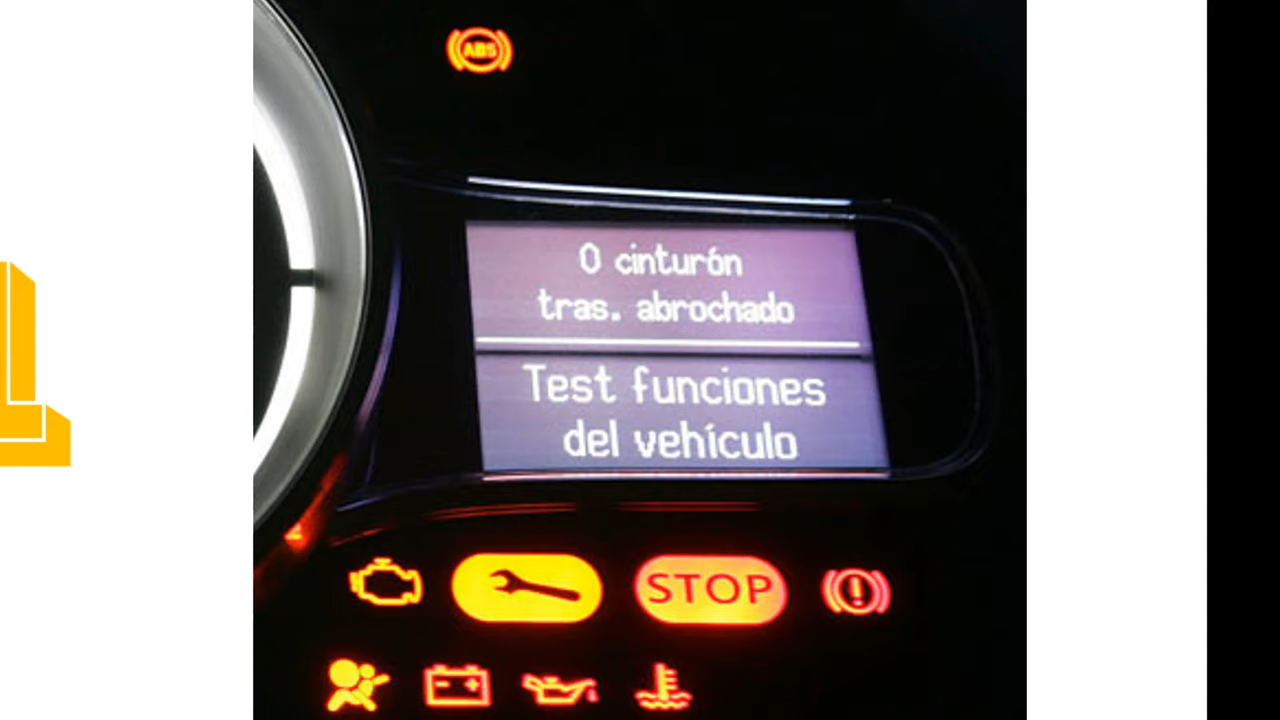 ABS
0 cinturón
tras. abrochado
Test funciones
del vehículo
STOP